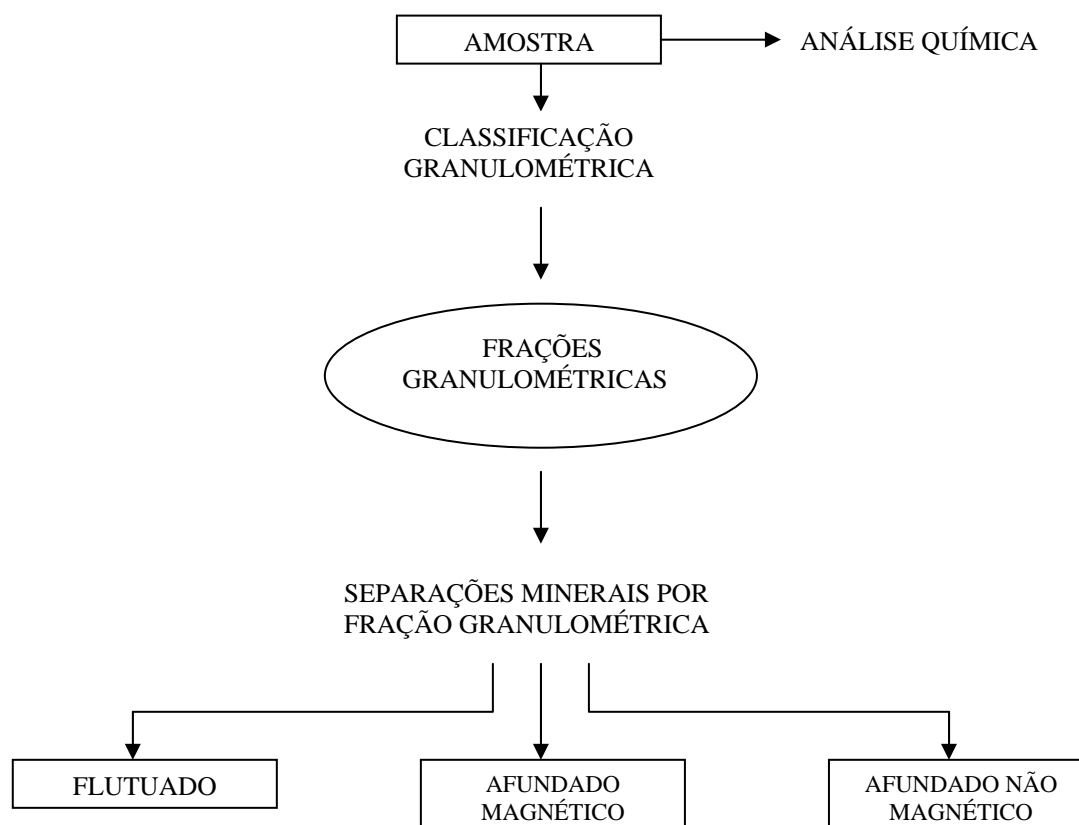 AMOSTRA
ANÁLISE QUÍMICA
CLASSIFICAÇÃO
GRANULOMÉTRICA
FRAÇÕES
GRANULOMÉTRICAS
SEPARAÇÕES MINERAIS POR
FRAÇÃO GRANULOMÉTRICA
FLUTUADO
AFUNDADO
MAGNÉTICO
AFUNDADO NÃO
MAGNÉTICO